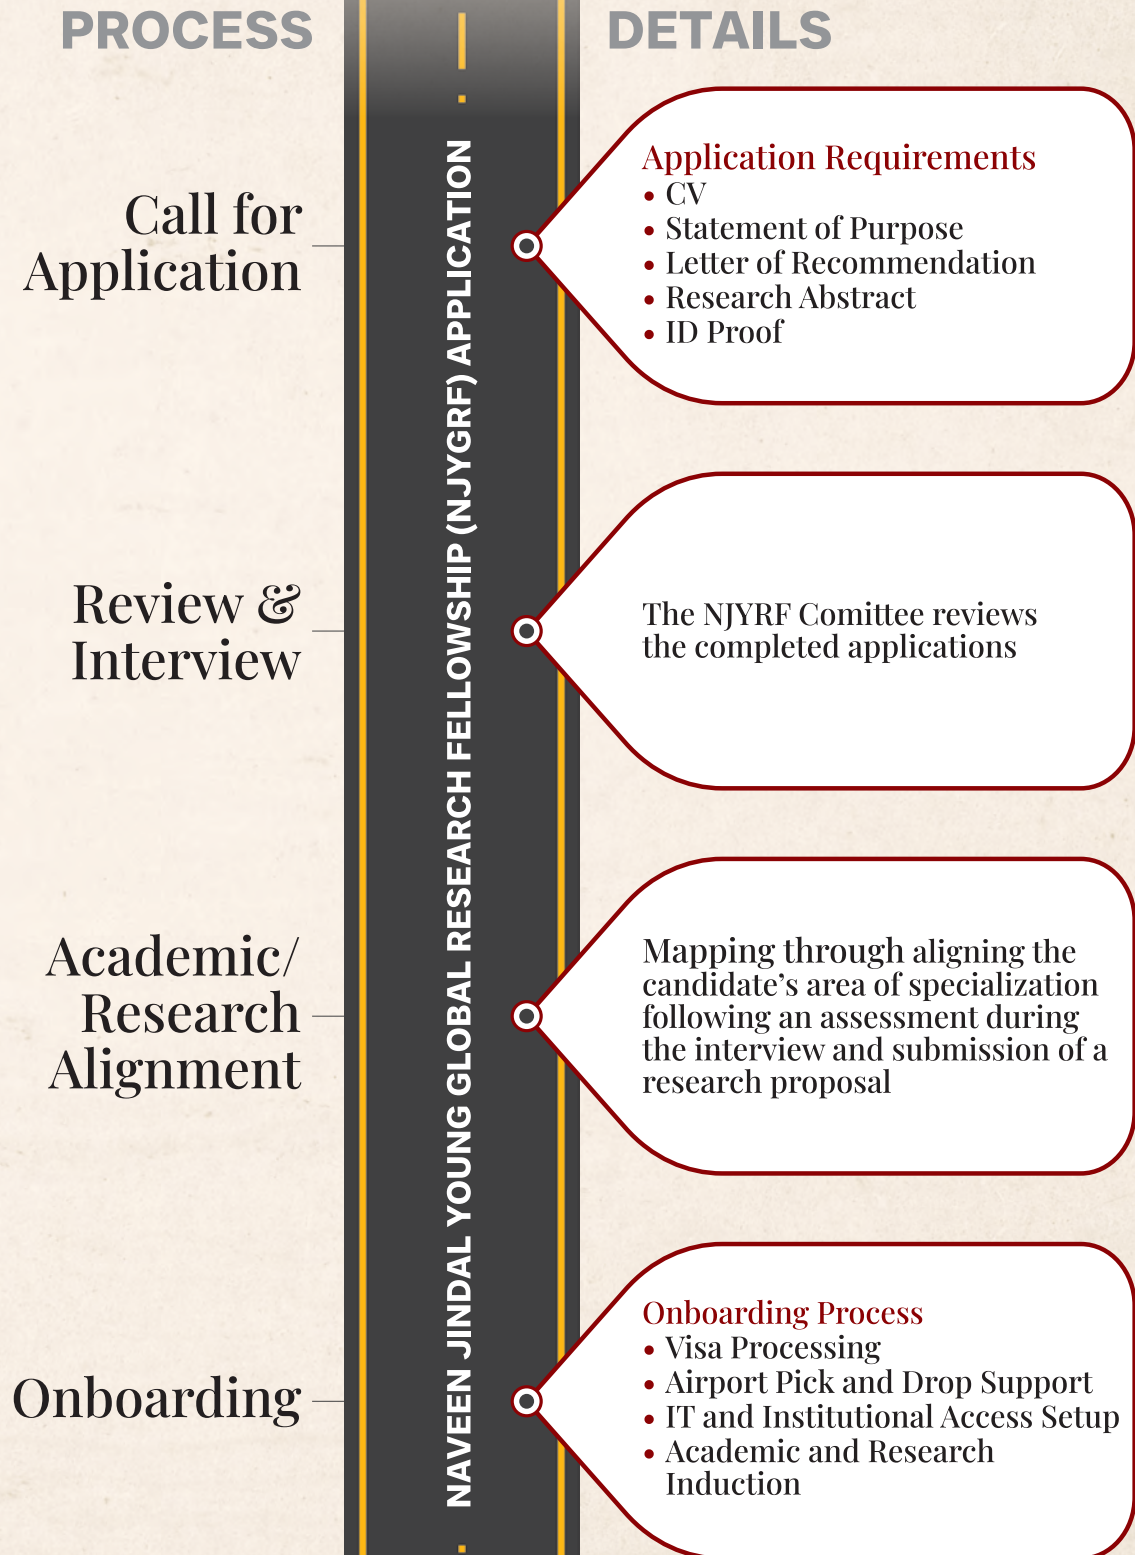 PROCESS
DETAILS
NAVEEN JINDAL YOUNG GLOBAL RESEARCH FELLOWSHIP (NJYGRF) APPLICATION
Call for
Application
Application Requirements
• CV
• Statement of Purpose
• Letter of Recommendation
• Research Abstract
• ID Proof
Review &
Interview
The NJYRF Comittee reviews
the completed applications
Academic/
Research
Alignment
Mapping through aligning the
candidate’s area of specialization
following an assessment during
the interview and submission of a
research proposal
Onboarding
Onboarding Process
• Visa Processing
• Airport Pick and Drop Support
• IT and Institutional Access Setup
• Academic and Research
Induction